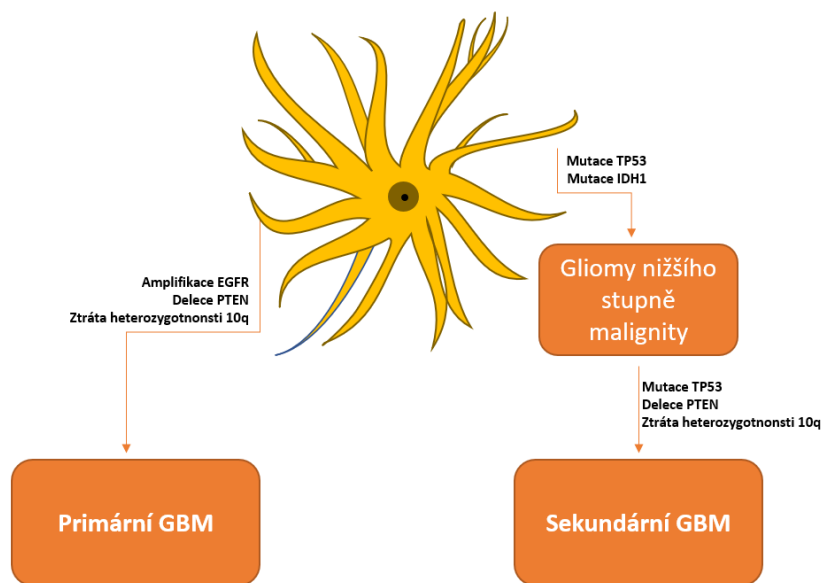 Mutace TP53
Mutace IDH1
Gliomy nižšího
stupně
malignity
Amplifikace EGFR
Delece PTEN
Ztráta heterozygotnonsti 10q
Mutace TP53
Delece PTEN
Ztráta heterozygotnonsti 10q
Primární GBM
Sekundární GBM